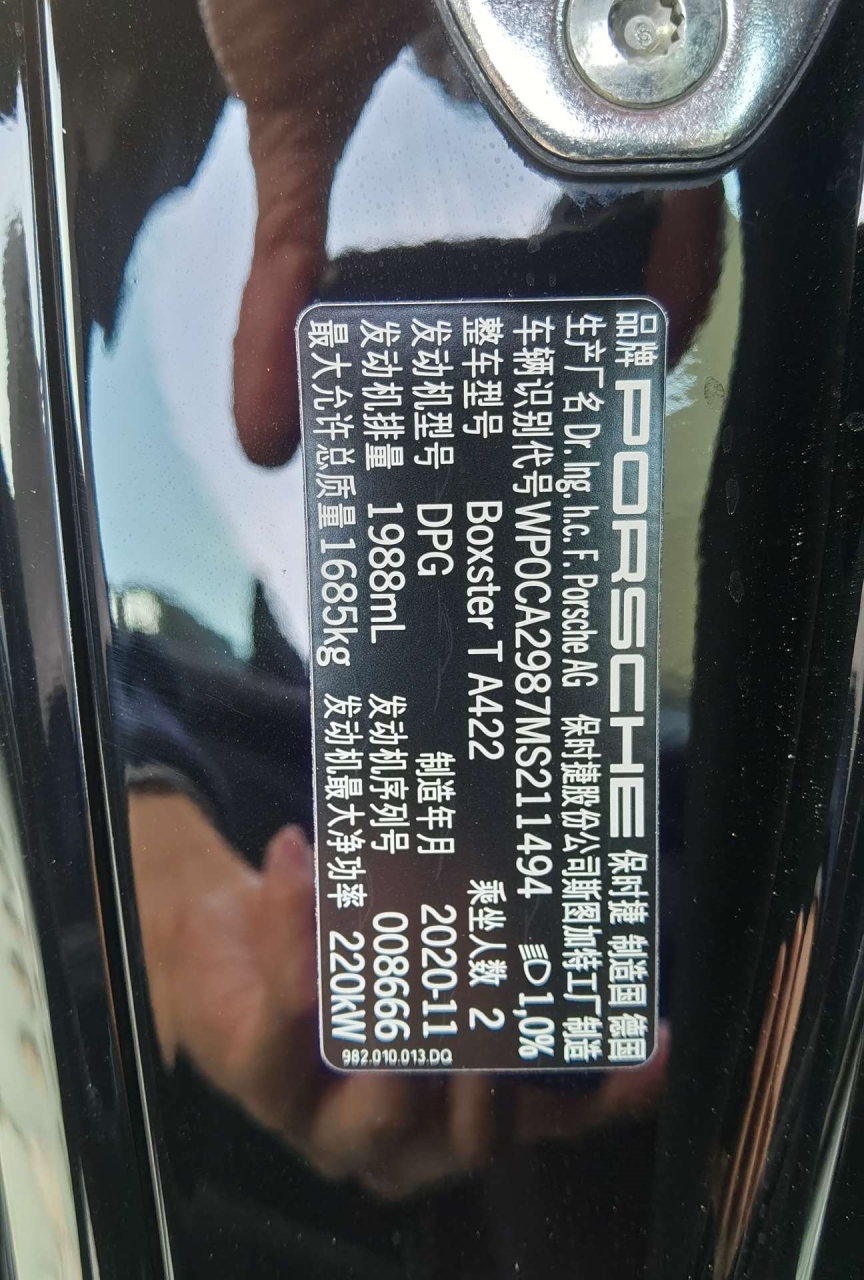 品牌 PORSCHE 保时捷 制造国 德国
生产厂名 Dr. Ing. h.c. F. Porsche AG 保时捷股份公司斯图加特工厂 制造
车辆识别代号 WP0CA2987MS211494 1,0%
整车型号 Boxster T A422 乘坐人数 2
发动机型号 DPG 制造年月 2020-11
发动机排量 1988mL 发动机序列号 008666
最大允许总质量 1685kg 发动机最大净功率 220kW
982.010.013.DQ